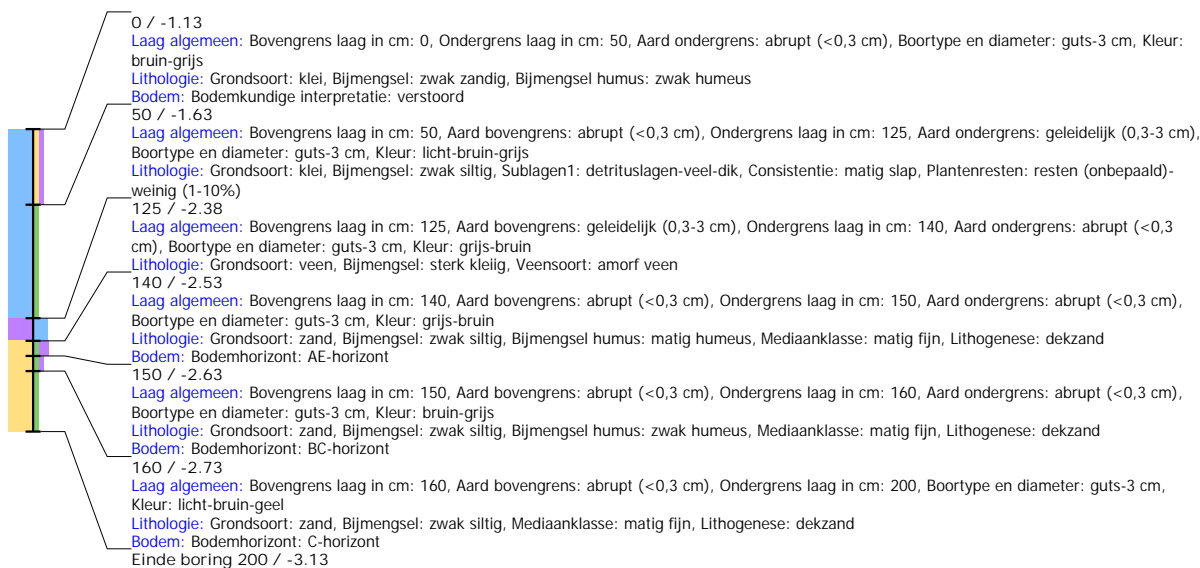 0 / -1.13
Laag algemeen: Bovengrens laag in cm: 0, Ondergrens laag in cm: 50, Aard ondergrens: abrupt (<0,3 cm), Boortype en diameter: guts-3 cm, Kleur:
bruin-grijs
Lithologie: Grondsoort: klei, Bijmengsel: zwak zandig, Bijmengsel humus: zwak humeus
Bodem: Bodemkundige interpretatie: verstoord
50 / -1.63
Laag algemeen: Bovengrens laag in cm: 50, Aard bovengrens: abrupt (<0,3 cm), Ondergrens laag in cm: 125, Aard ondergrens: geleidelijk (0,3-3 cm),
Boortype en diameter: guts-3 cm, Kleur: licht-bruin-grijs
Lithologie: Grondsoort: klei, Bijmengsel: zwak siltig, Sublagen1: detrituslagen-veel-dik, Consistentie: matig slap, Plantenresten: resten (onbepaald)-
weinig (1-10%)
125 / -2.38
Laag algemeen: Bovengrens laag in cm: 125, Aard bovengrens: geleidelijk (0,3-3 cm), Ondergrens laag in cm: 140, Aard ondergrens: abrupt (<0,3
cm), Boortype en diameter: guts-3 cm, Kleur: grijs-bruin
Lithologie: Grondsoort: veen, Bijmengsel: sterk kleiig, Veensoort: amorf veen
140 / -2.53
Laag algemeen: Bovengrens laag in cm: 140, Aard bovengrens: abrupt (<0,3 cm), Ondergrens laag in cm: 150, Aard ondergrens: abrupt (<0,3 cm),
Boortype en diameter: guts-3 cm, Kleur: grijs-bruin
Lithologie: Grondsoort: zand, Bijmengsel: zwak siltig, Bijmengsel humus: matig humeus, Mediaanklasse: matig fijn, Lithogenese: dekzand
Bodem: Bodemhorizont: AE-horizont
150 / -2.63
Laag algemeen: Bovengrens laag in cm: 150, Aard bovengrens: abrupt (<0,3 cm), Ondergrens laag in cm: 160, Aard ondergrens: abrupt (<0,3 cm),
Boortype en diameter: guts-3 cm, Kleur: bruin-grijs
Lithologie: Grondsoort: zand, Bijmengsel: zwak siltig, Bijmengsel humus: zwak humeus, Mediaanklasse: matig fijn, Lithogenese: dekzand
Bodem: Bodemhorizont: BC-horizont
160 / -2.73
Laag algemeen: Bovengrens laag in cm: 160, Aard bovengrens: abrupt (<0,3 cm), Ondergrens laag in cm: 200, Boortype en diameter: guts-3 cm,
Kleur: licht-bruin-geel
Lithologie: Grondsoort: zand, Bijmengsel: zwak siltig, Mediaanklasse: matig fijn, Lithogenese: dekzand
Bodem: Bodemhorizont: C-horizont
Einde boring 200 / -3.13